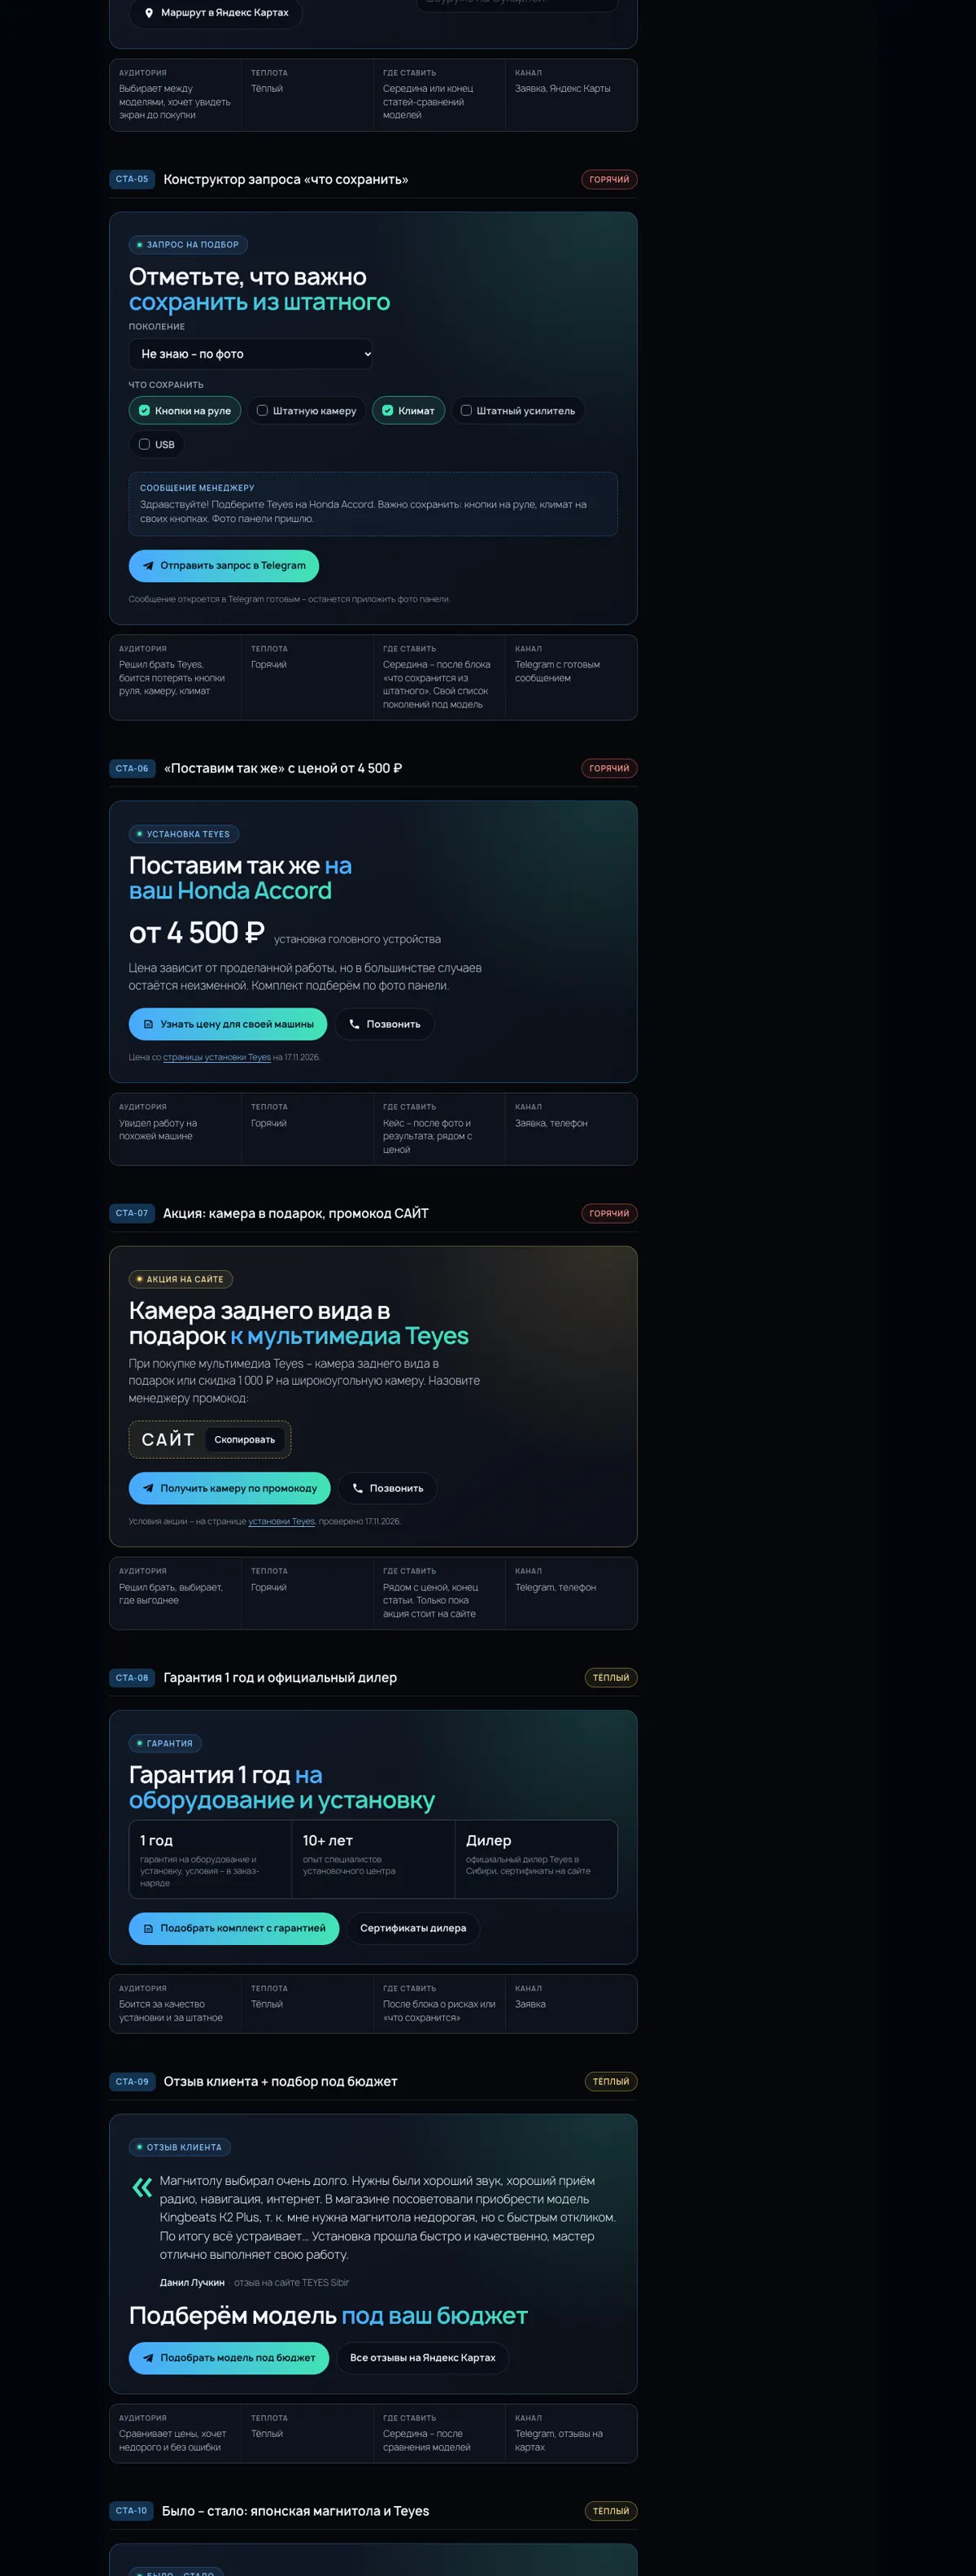 Маршрут в Яндекс Картах
АУДИТОРИЯ
Выбирает между
моделями, хочет увидеть
экран до покупки
ТЕПЛОТА
Тёплый
ГДЕ СТАВИТЬ
Середина или конец
статей-сравнений
моделей
КАНАЛ
Заявка, Яндекс Карты
CTA-05
Конструктор запроса «что сохранить»
ГОРЯЧИЙ
ЗАПРОС НА ПОДБОР
Отметьте, что важно
сохранить из штатного
ПОКОЛЕНИЕ
Не знаю – по фото
ЧТО СОХРАНИТЬ
Кнопки на руле
Штатную камеру
Климат
Штатный усилитель
USB
СООБЩЕНИЕ МЕНЕДЖЕРУ
Здравствуйте! Подберите Teyes на Honda Accord. Важно сохранить: кнопки на руле, климат на
своих кнопках. Фото панели пришлю.
Отправить запрос в Telegram
Сообщение откроется в Telegram готовым – останется приложить фото панели.
АУДИТОРИЯ
Решил брать Teyes,
боится потерять кнопки
руля, камеру, климат
ТЕПЛОТА
Горячий
ГДЕ СТАВИТЬ
Середина – после блока
«что сохранится из
штатного». Свой список
поколений под модель
КАНАЛ
Telegram с готовым
сообщением
CTA-06
«Поставим так же» с ценой от 4 500 ₽
ГОРЯЧИЙ
УСТАНОВКА TEYES
Поставим так же на
ваш Honda Accord
от 4 500 ₽ установка головного устройства
Цена зависит от проделанной работы, но в большинстве случаев
остаётся неизменной. Комплект подберём по фото панели.
Узнать цену для своей машины
Позвонить
Цена со страницы установки Teyes на 17.11.2026.
АУДИТОРИЯ
Увидел работу на
похожей машине
ТЕПЛОТА
Горячий
ГДЕ СТАВИТЬ
Кейс – после фото и
результата; рядом с
ценой
КАНАЛ
Заявка, телефон
CTA-07
Акция: камера в подарок, промокод САЙТ
ГОРЯЧИЙ
АКЦИЯ НА САЙТЕ
Камера заднего вида в
подарок к мультимедиа Teyes
При покупке мультимедиа Teyes – камера заднего вида в
подарок или скидка 1 000 ₽ на широкоугольную камеру. Назовите
менеджеру промокод:
САЙТ
Скопировать
Получить камеру по промокоду
Позвонить
Условия акции – на странице установки Teyes, проверено 17.11.2026.
АУДИТОРИЯ
Решил брать, выбирает,
где выгоднее
ТЕПЛОТА
Горячий
ГДЕ СТАВИТЬ
Рядом с ценой, конец
статьи. Только пока
акция стоит на сайте
КАНАЛ
Telegram, телефон
CTA-08
Гарантия 1 год и официальный дилер
ТЁПЛЫЙ
ГАРАНТИЯ
Гарантия 1 год на
оборудование и установку
1 год
гарантия на оборудование и
установку, условия – в заказ-
наряде
10+ лет
опыт специалистов
установочного центра
Дилер
официальный дилер Teyes в
Сибири, сертификаты на сайте
Подобрать комплект с гарантией
Сертификаты дилера
АУДИТОРИЯ
Боится за качество
установки и за штатное
ТЕПЛОТА
Тёплый
ГДЕ СТАВИТЬ
После блока о рисках или
«что сохранится»
КАНАЛ
Заявка
CTA-09
Отзыв клиента + подбор под бюджет
ТЁПЛЫЙ
ОТЗЫВ КЛИЕНТА
«
Магнитолу выбирал очень долго. Нужны были хороший звук, хороший приём
радио, навигация, интернет. В магазине посоветовали приобрести модель
Kingbeats K2 Plus, т. к. мне нужна магнитола недорогая, но с быстрым откликом.
По итогу всё устраивает... Установка прошла быстро и качественно, мастер
отлично выполняет свою работу.
Данил Лучкин · отзыв на сайте TEYES Sibir
Подберём модель под ваш бюджет
Подобрать модель под бюджет
Все отзывы на Яндекс Картах
АУДИТОРИЯ
Сравнивает цены, хочет
недорого и без ошибки
ТЕПЛОТА
Тёплый
ГДЕ СТАВИТЬ
Середина – после
сравнения моделей
КАНАЛ
Telegram, отзывы на
картах
CTA-10
Было – стало: японская магнитола и Teyes
ТЁПЛЫЙ